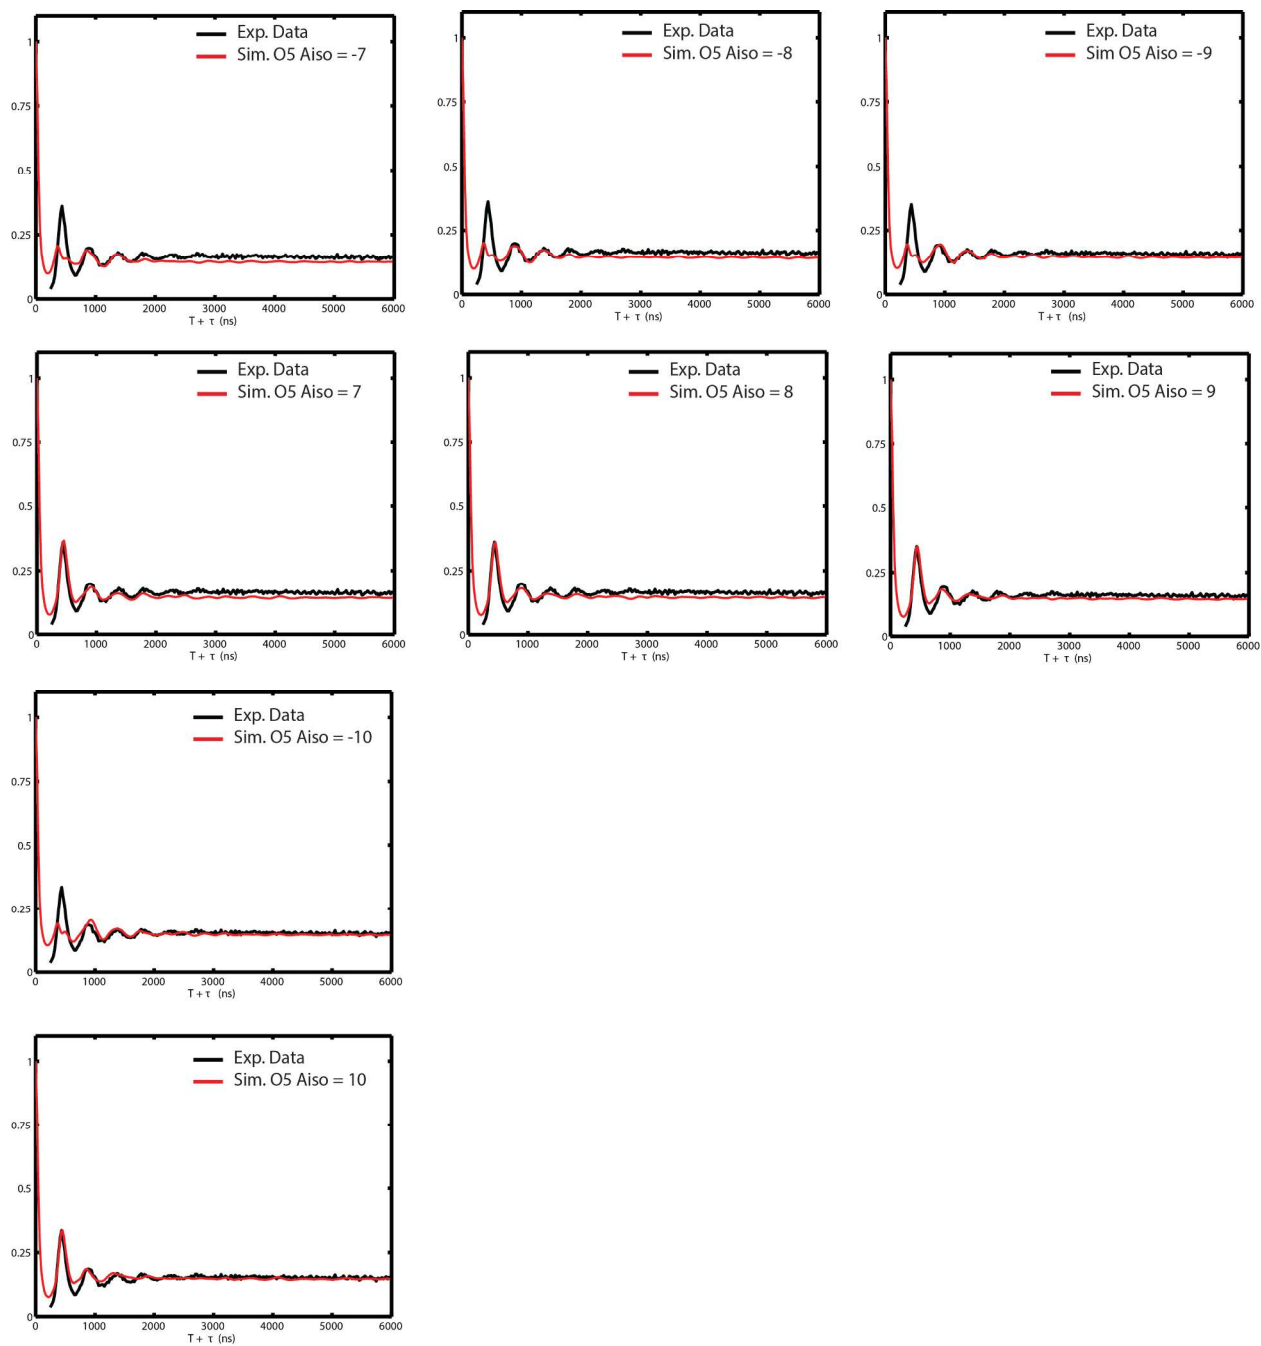 Exp. Data
Sim. O5 Aiso = -7
1
0.75
0.5
0.25
0
0 1000 2000 3000 4000 5000 6000
T + τ (ns)
Exp. Data
Sim. O5 Aiso = -8
1
0.75
0.5
0.25
0
0 1000 2000 3000 4000 5000 6000
T + τ (ns)
Exp. Data
Sim O5 Aiso = -9
1
0.75
0.5
0.25
0
0 1000 2000 3000 4000 5000 6000
T + τ (ns)
Exp. Data
Sim. O5 Aiso = 7
1
0.75
0.5
0.25
0
0 1000 2000 3000 4000 5000 6000
T + τ (ns)
Exp. Data
Sim. O5 Aiso = 8
1
0.75
0.5
0.25
0
0 1000 2000 3000 4000 5000 6000
T + τ (ns)
Exp. Data
Sim. O5 Aiso = 9
1
0.75
0.5
0.25
0
0 1000 2000 3000 4000 5000 6000
T + τ (ns)
Exp. Data
Sim. O5 Aiso = -10
1
0.75
0.5
0.25
0
0 1000 2000 3000 4000 5000 6000
T + τ (ns)
Exp. Data
Sim. O5 Aiso = 10
1
0.75
0.5
0.25
0
0 1000 2000 3000 4000 5000 6000
T + τ (ns)